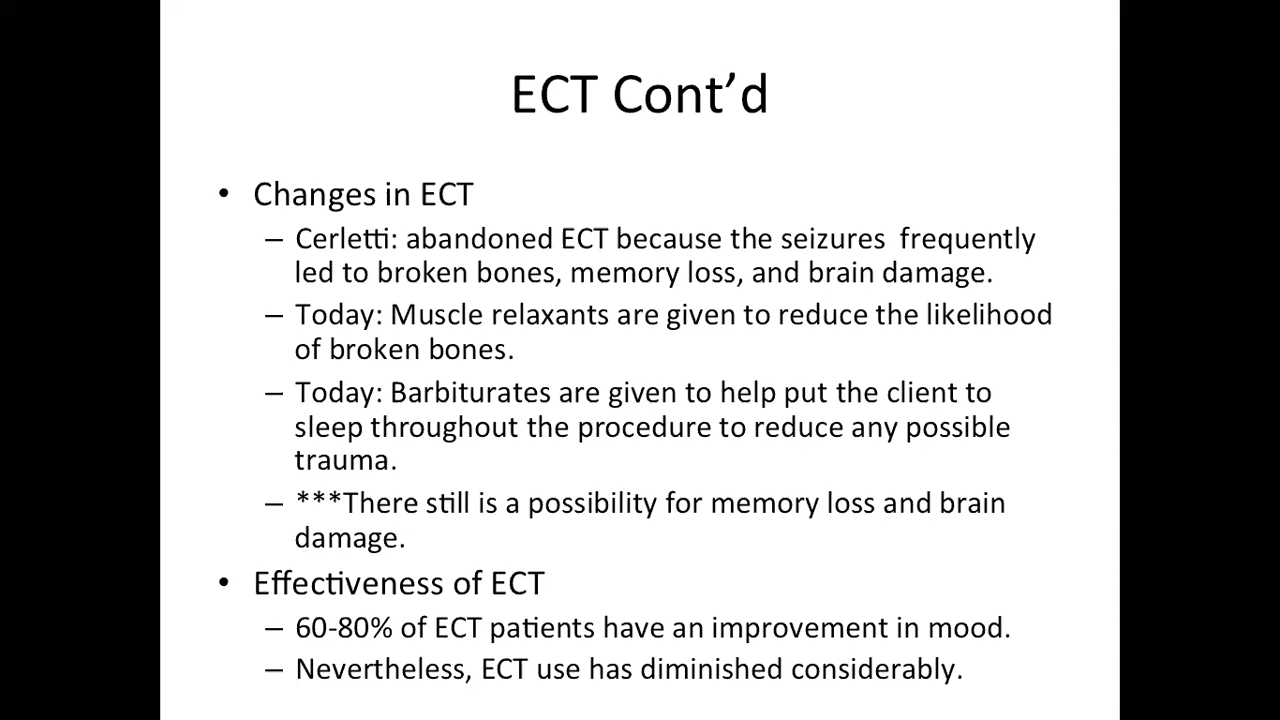 ECT Cont’d
• Changes in ECT
– Cerletti: abandoned ECT because the seizures  frequently
led to broken bones, memory loss, and brain damage.
– Today: Muscle relaxants are given to reduce the likelihood
of broken bones.
– Today: Barbiturates are given to help put the client to
sleep throughout the procedure to reduce any possible
trauma.
– ***There still is a possibility for memory loss and brain
damage.
• Effectiveness of ECT
– 60-80% of ECT patients have an improvement in mood.
– Nevertheless, ECT use has diminished considerably.